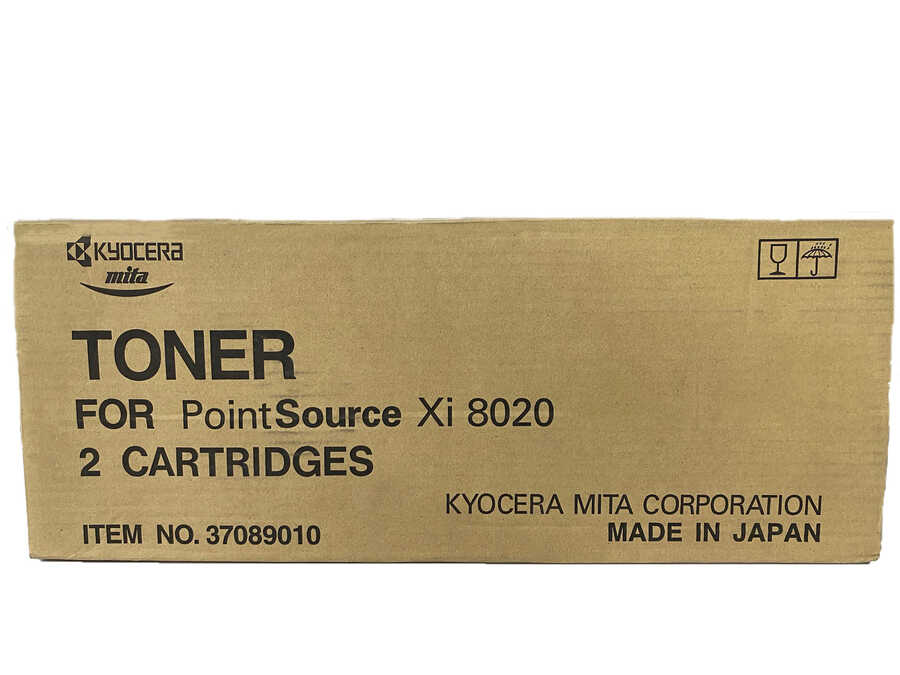 KYOCERA
mita
TONER
FOR PointSource Xi 8020
2 CARTRIDGES
ITEM NO. 37089010
KYOCERA MITA CORPORATION
MADE IN JAPAN